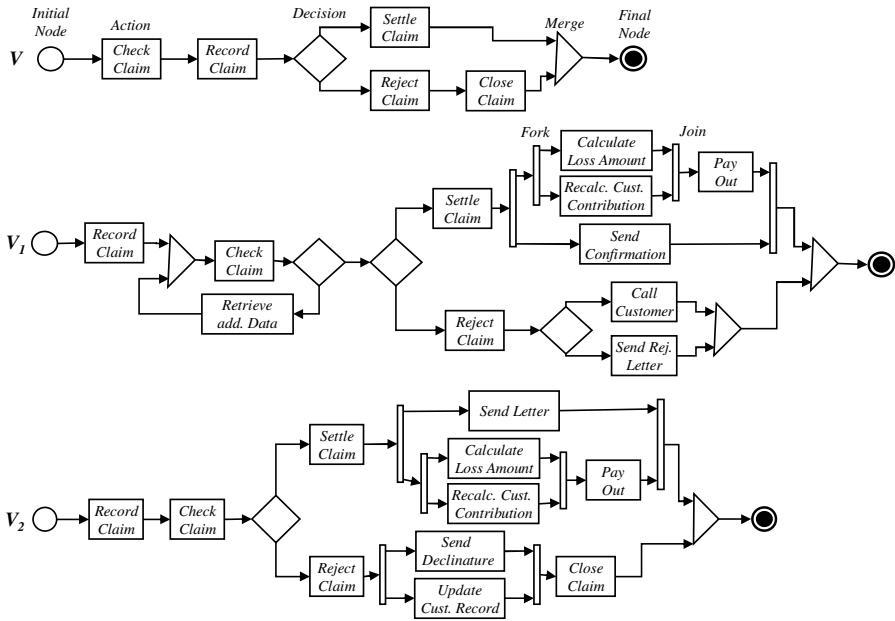 Initial
Node
Action
Decision
Merge
Final
Node
V
Check
Claim
Record
Claim
Settle
Claim
Reject
Claim
Close
Claim
Fork
Join
V1
Record
Claim
Check
Claim
Retrieve
add. Data
Settle
Claim
Calculate
Loss Amount
Recalc. Cust.
Contribution
Pay
Out
Send
Confirmation
Reject
Claim
Call
Customer
Send Rej.
Letter
V2
Record
Claim
Check
Claim
Settle
Claim
Send Letter
Calculate
Loss Amount
Recalc. Cust.
Contribution
Pay
Out
Reject
Claim
Send
Declinature
Update
Cust. Record
Close
Claim